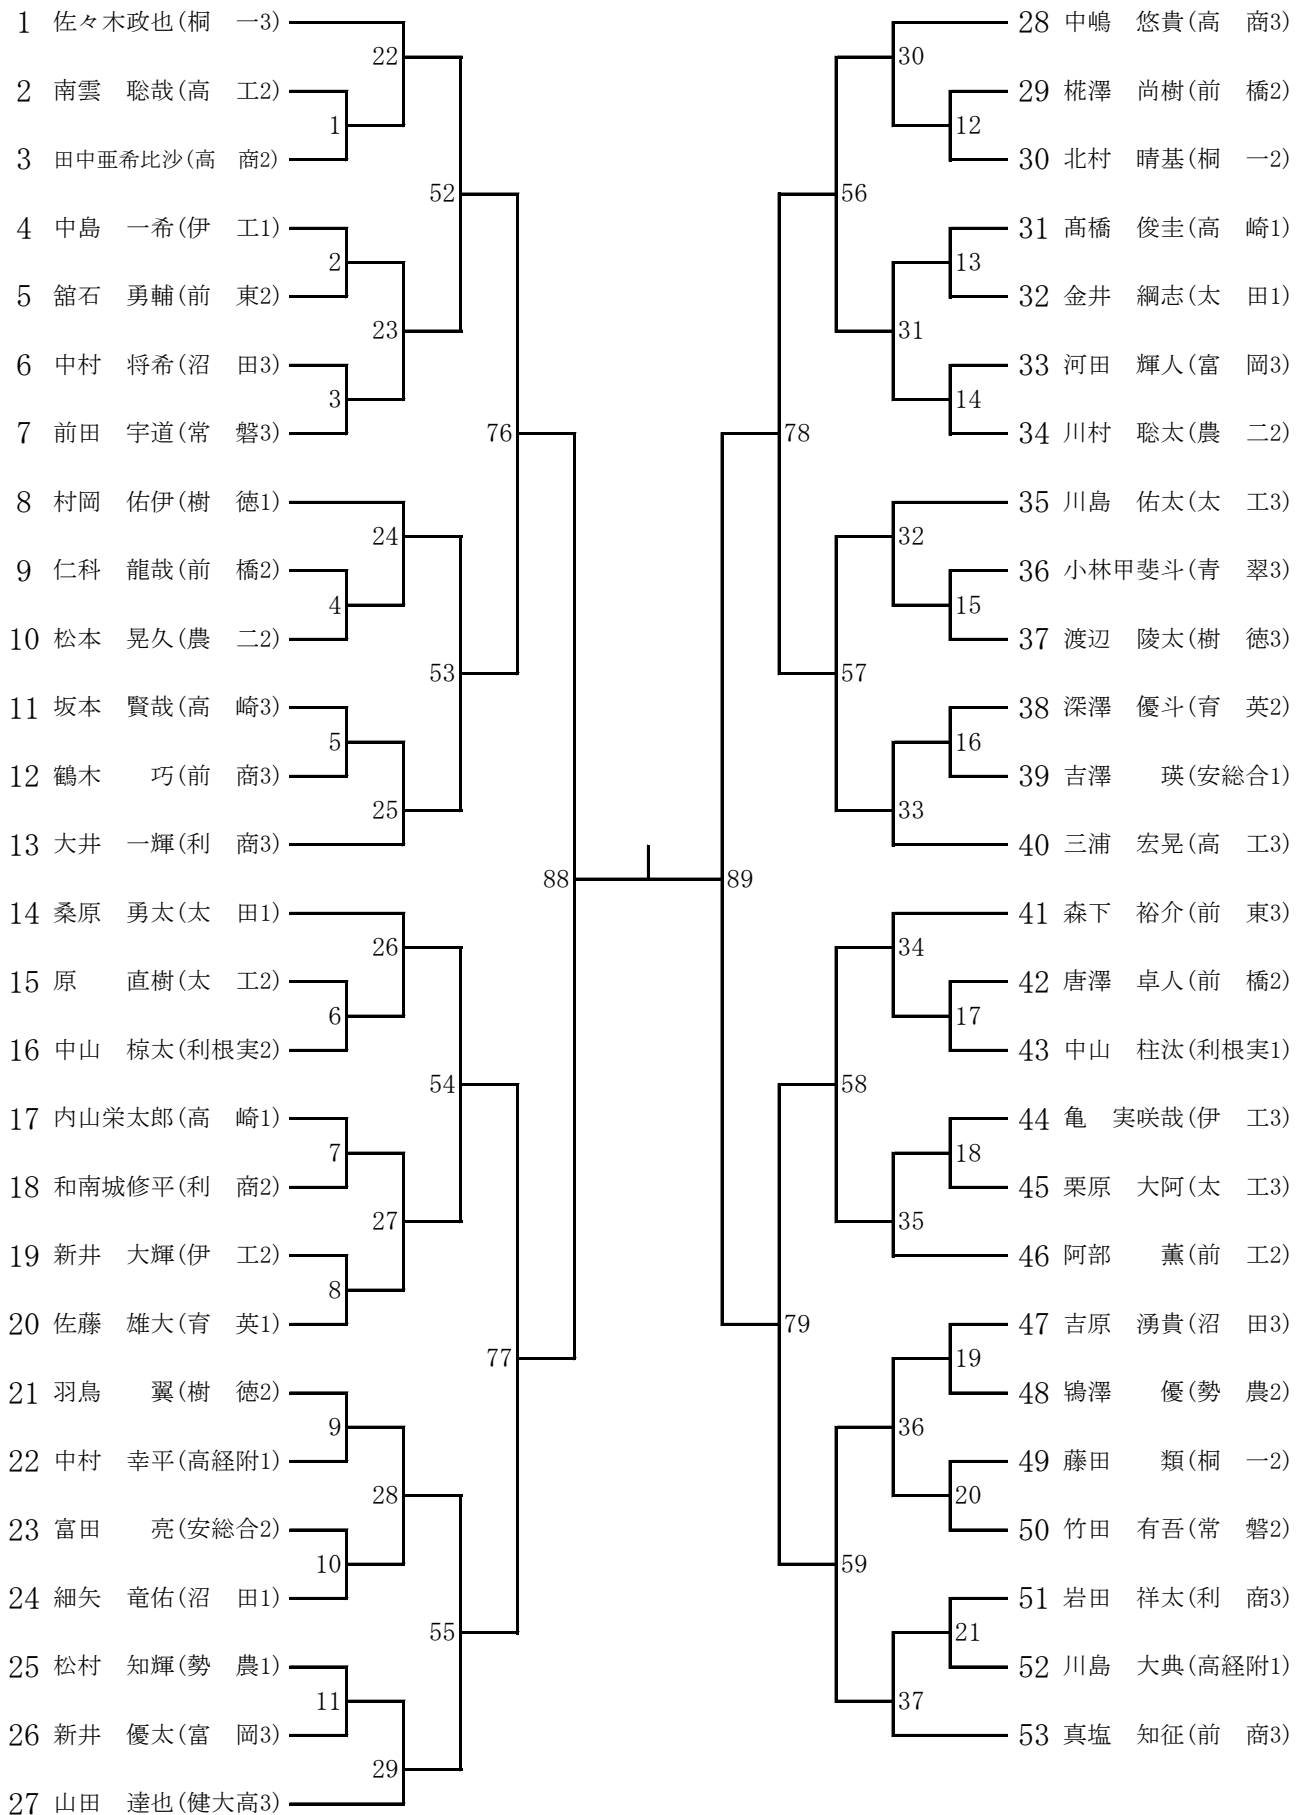 1 佐々木政也(桐　一3)
2 南雲　聡哉(高　工2)
3 田中亜希比沙(高　商2)
4 中島　一希(伊　工1)
5 舘石　勇輔(前　東2)
6 中村　将希(沼　田3)
7 前田　宇道(常　磐3)
8 村岡　佑伊(樹　徳1)
9 仁科　龍哉(前　橋2)
10 松本　晃久(農　二2)
11 坂本　賢哉(高　崎3)
12 鶴木　　巧(前　商3)
13 大井　一輝(利　商3)
14 桑原　勇太(太　田1)
15 原　　直樹(太　工2)
16 中山　椋太(利根実2)
17 内山栄太郎(高　崎1)
18 和南城修平(利　商2)
19 新井　大輝(伊　工2)
20 佐藤　雄大(育　英1)
21 羽鳥　　翼(樹　徳2)
22 中村　幸平(高経附1)
23 富田　　亮(安総合2)
24 細矢　竜佑(沼　田1)
25 松村　知輝(勢　農1)
26 新井　優太(富　岡3)
27 山田　達也(健大高3)
1
2
3
4
5
6
7
8
9
10
11
22
23
24
25
26
27
28
29
52
53
54
55
76
77
88
89
78
79
56
57
58
59
30
31
32
33
34
35
36
37
12
13
14
15
16
17
18
19
20
21
28 中嶋　悠貴(高　商3)
29 椛澤　尚樹(前　橋2)
30 北村　晴基(桐　一2)
31 髙橋　俊圭(高　崎1)
32 金井　綱志(太　田1)
33 河田　輝人(富　岡3)
34 川村　聡太(農　二2)
35 川島　佑太(太　工3)
36 小林甲斐斗(青　翠3)
37 渡辺　陵太(樹　徳3)
38 深澤　優斗(育　英2)
39 吉澤　　瑛(安総合1)
40 三浦　宏晃(高　工3)
41 森下　裕介(前　東3)
42 唐澤　卓人(前　橋2)
43 中山　柱汰(利根実1)
44 亀　実咲哉(伊　工3)
45 栗原　大阿(太　工3)
46 阿部　　薫(前　工2)
47 吉原　湧貴(沼　田3)
48 鴇澤　　優(勢　農2)
49 藤田　　類(桐　一2)
50 竹田　有吾(常　磐2)
51 岩田　祥太(利　商3)
52 川島　大典(高経附1)
53 真塩　知征(前　商3)